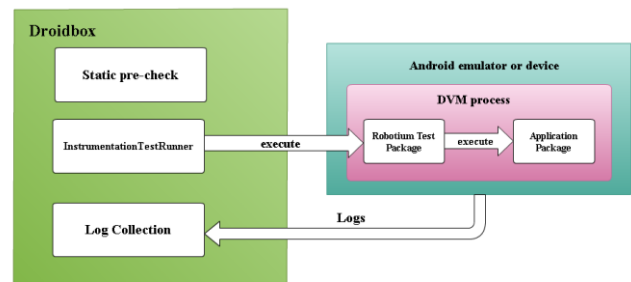 Droidbox
Static pre-check
InstrumentationTestRunner
Log Collection
execute
Logs
Android emulator or device
DVM process
Robotium Test
Package
execute
Application
Package